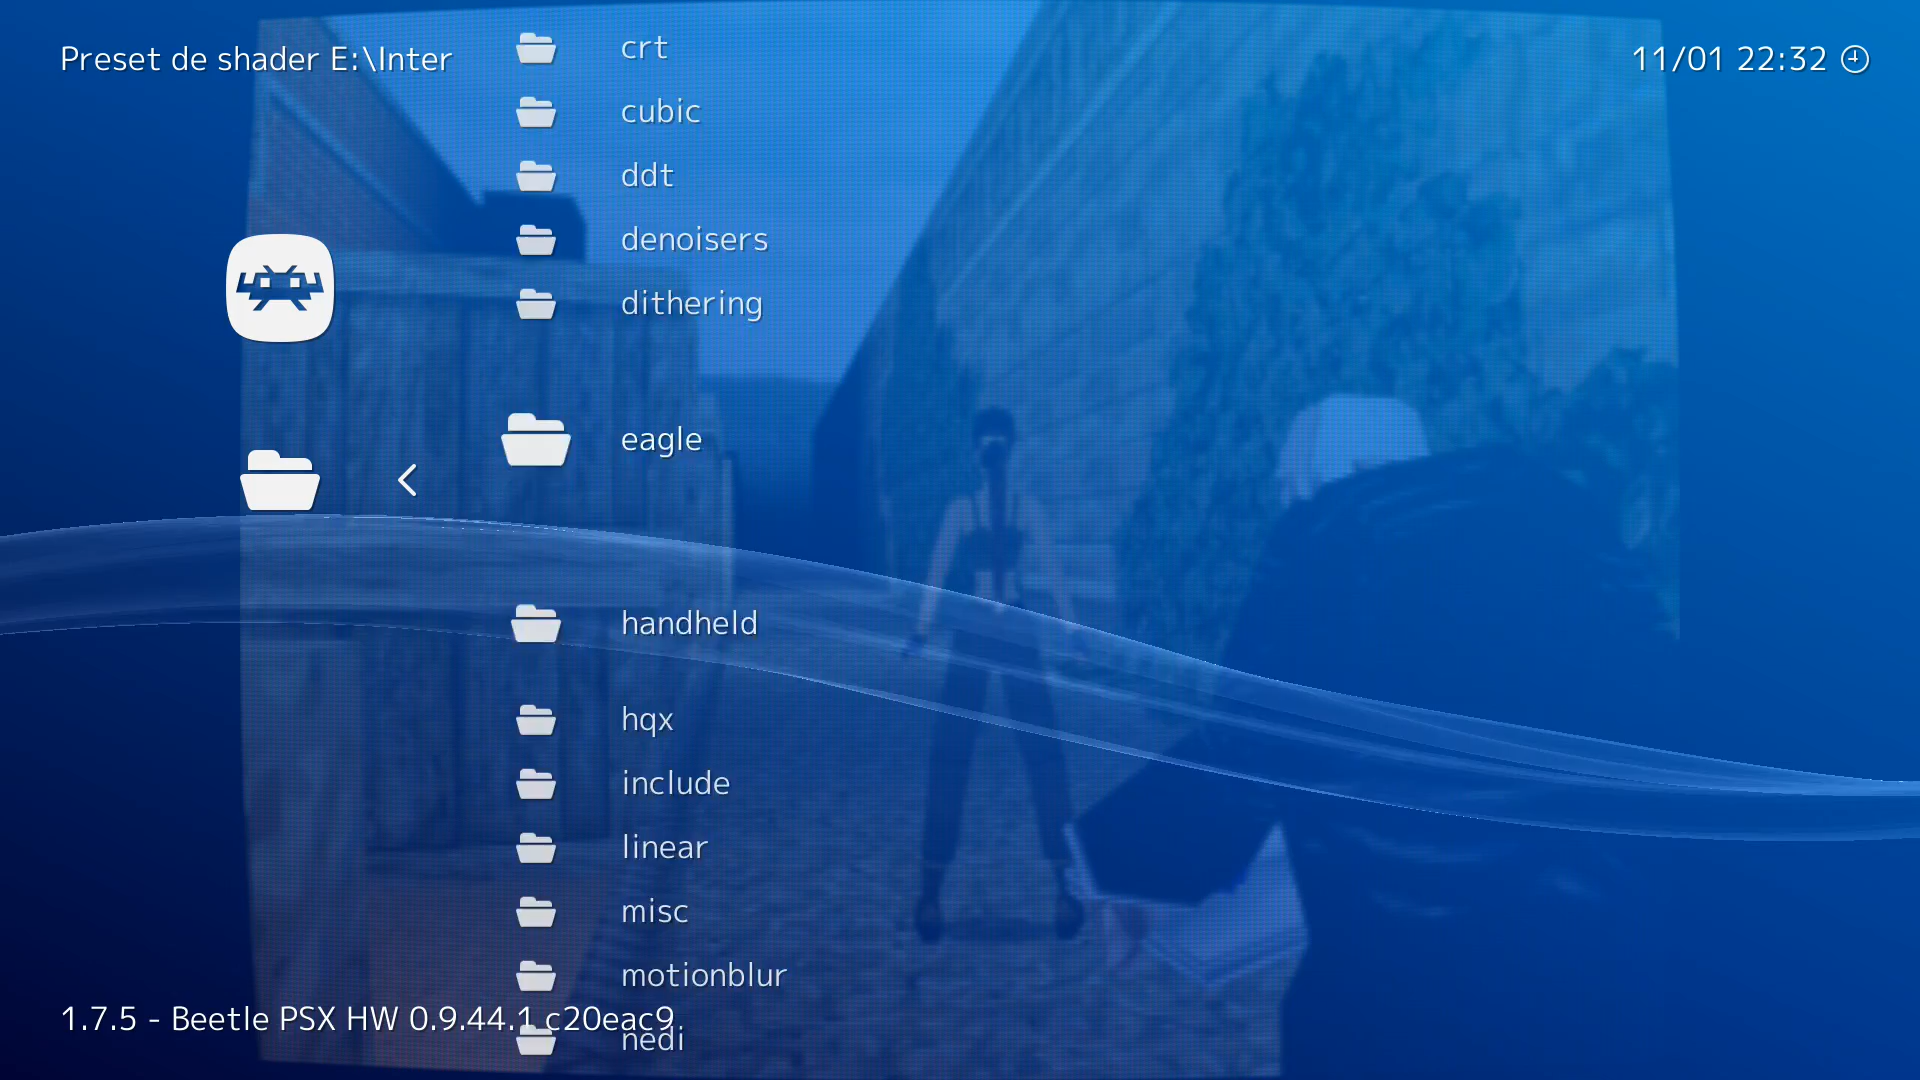 Preset de shader E:\Inter
11/01 22:32
crt
cubic
ddt
denoisers
dithering
eagle
handheld
hqx
include
linear
misc
motionblur
nedi
1.7.5 - Beetle PSX HW 0.9.44.1 c20eac9